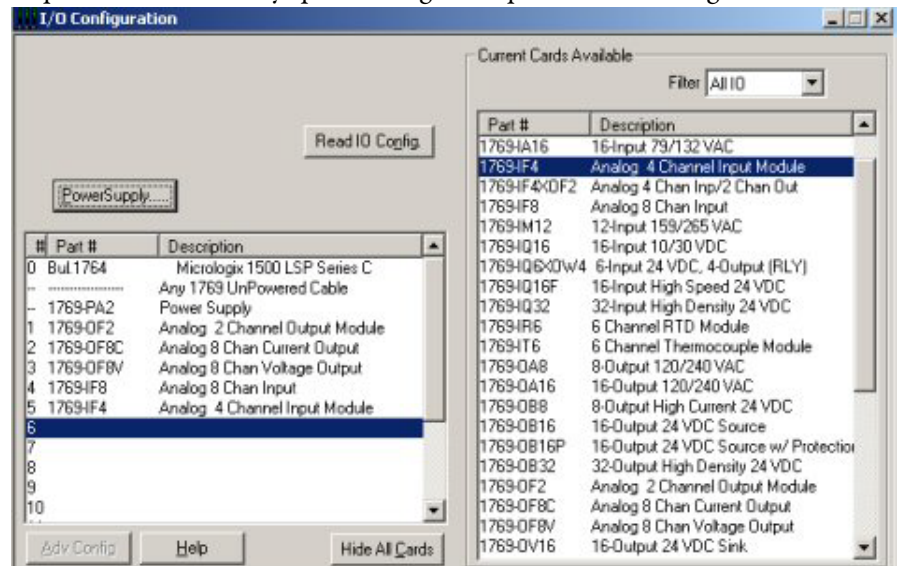 I/O Configuration
Current Cards Available
Filter All IO
Read IO Config.
PowerSupply.....
# Part # Description
0 Bul.1764 Micrologix 1500 LSP Series C
-- ------------------ Any 1769 UnPowered Cable
-- 1769-PA2 Power Supply
1 1769-OF2 Analog 2 Channel Output Module
2 1769-OF8C Analog 8 Chan Current Output
3 1769-OF8V Analog 8 Chan Voltage Output
4 1769-IF8 Analog 8 Chan Input
5 1769-IF4 Analog 4 Channel Input Module
6
7
8
9
10
Adv Config Help Hide All Cards
Part # Description
1769-IA16 16-Input 79/132 VAC
1769-IF4 Analog 4 Channel Input Module
1769-IF4XOF2 Analog 4 Chan Inp/2 Chan Out
1769-IF8 Analog 8 Chan Input
1769-IM12 12-Input 159/265 VAC
1769-IQ16 16-Input 10/30 VDC
1769-IQ6XOW4 6-Input 24 VDC, 4-Output (RLY)
1769-IQ16F 16-Input High Speed 24 VDC
1769-IQ32 32-Input High Density 24 VDC
1769-IR6 6 Channel RTD Module
1769-IT6 6 Channel Thermocouple Module
1769-OA8 8-Output 120/240 VAC
1769-OA16 16-Output 120/240 VAC
1769-OB8 8-Output High Current 24 VDC
1769-OB16 16-Output 24 VDC Source
1769-OB16P 16-Output 24 VDC Source w/ Protection
1769-OB32 32-Output High Density 24 VDC
1769-OF2 Analog 2 Channel Output Module
1769-OF8C Analog 8 Chan Current Output
1769-OF8V Analog 8 Chan Voltage Output
1769-OV16 16-Output 24 VDC Sink